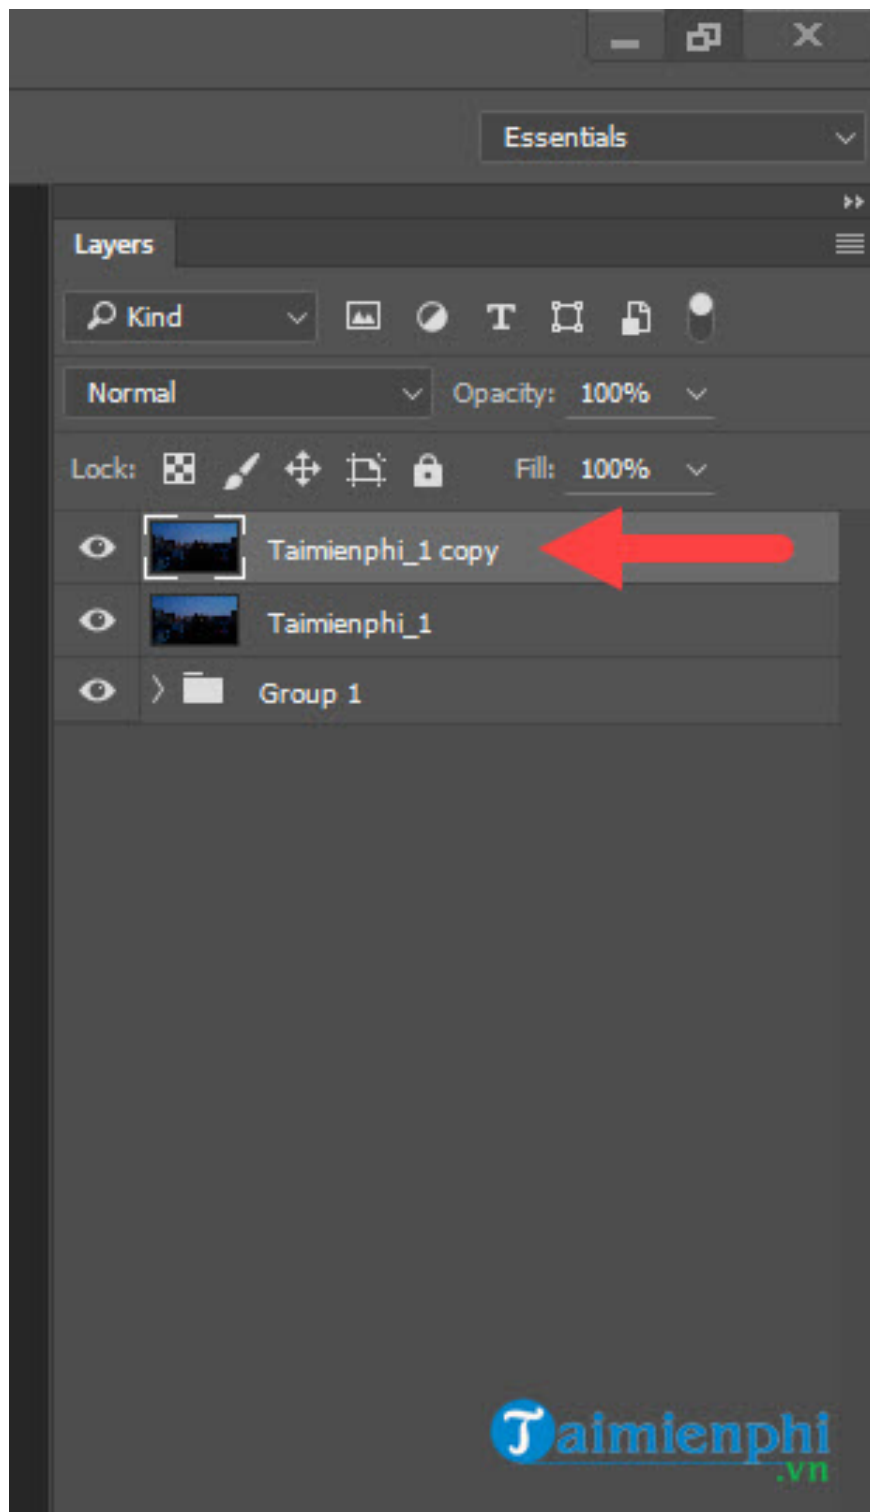 Essentials
Layers
Kind
Normal Opacity: 100%
Lock: Fill: 100%
Taimienphi_1 copy
Taimienphi_1
Group 1
Taimienphi
.vn